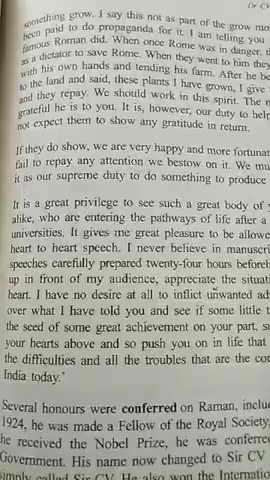 Dr CV
something grow. I say this not as part of the grow mo
been paid to do propaganda for it. I am telling you
famous Roman did. When once Rome was in danger, t
as a dictator to save Rome. When they went to him they
with his own hands and tending his farm. After he be
to the land and said, these plants I have grown, I give
and they repay. We should work in this spirit. The m
grateful he is to you. It is, however, our duty to help
not expect them to show any gratitude in return.
If they do show, we are very happy and more fortunat
fail to repay any attention we bestow on it. We mu
it as our supreme duty to do something to produce
It is a great privilege to see such a great body of y
alike, who are entering the pathways of life after a
universities. It gives me great pleasure to be allowe
heart to heart speech. I never believe in manuscri
speeches carefully prepared twenty-four hours beforeh
up in front of my audience, appreciate the situati
heart. I have no desire at all to inflict unwanted ad
over what I have told you and see if some little t
the seed of some great achievement on your part, su
your hearts above and so push you on in life that
the difficulties and all the troubles that are the con
India today.'
Several honours were conferred on Raman, inclu
1924, he was made a Fellow of the Royal Society.
he received the Nobel Prize, he was conferre
Government. His name now changed to Sir CV
simply called Sir CV. He also won the Internatio